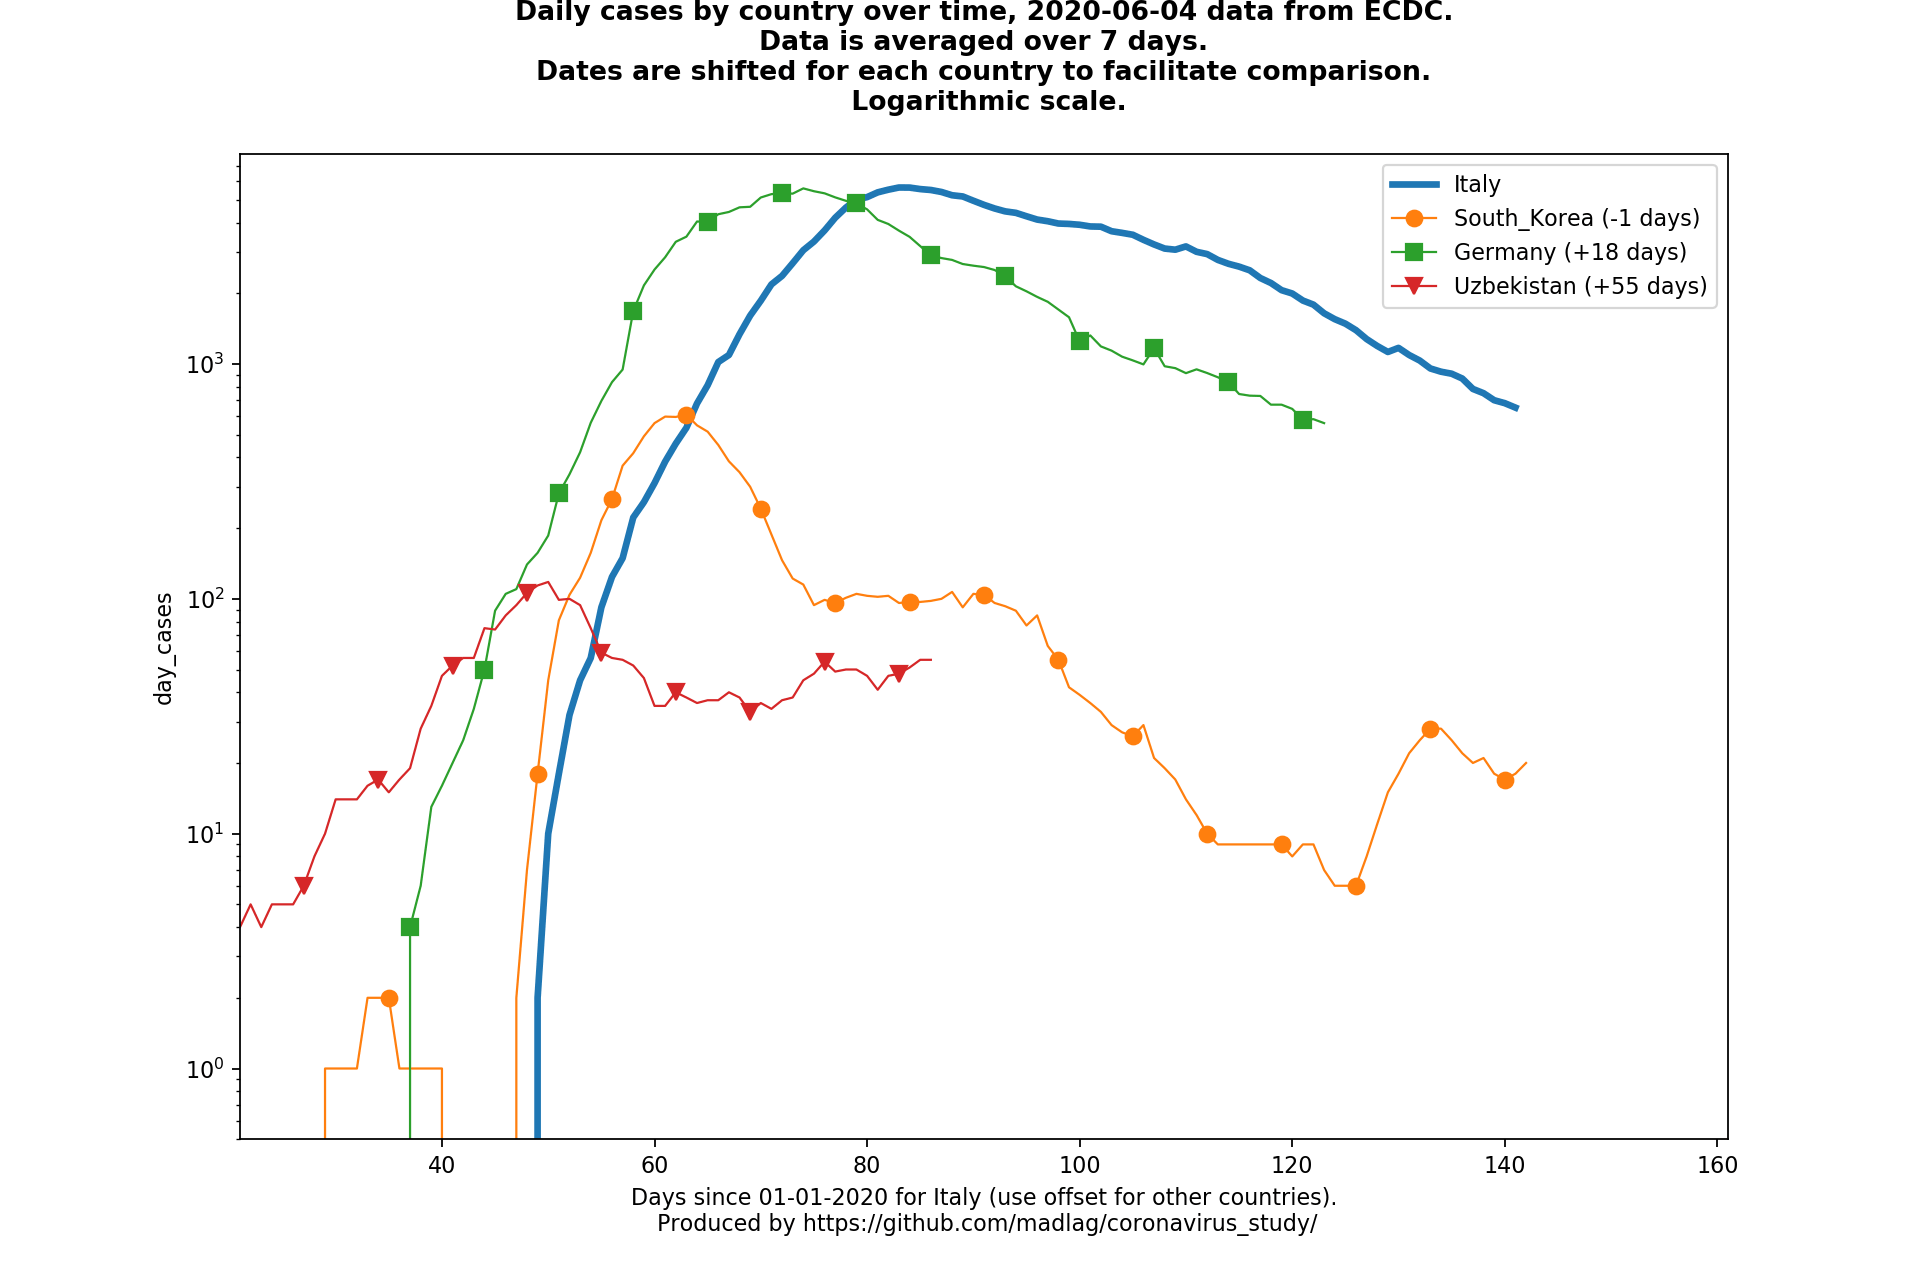 Daily cases by country over time, 2020-06-04 data from ECDC.
Data is averaged over 7 days.
Dates are shifted for each country to facilitate comparison.
Logarithmic scale.
Italy
South_Korea (-1 days)
Germany (+18 days)
Uzbekistan (+55 days)
10³
10²
10¹
10⁰
day_cases
40 60 80 100 120 140 160
Days since 01-01-2020 for Italy (use offset for other countries).
Produced by https://github.com/madlag/coronavirus_study/